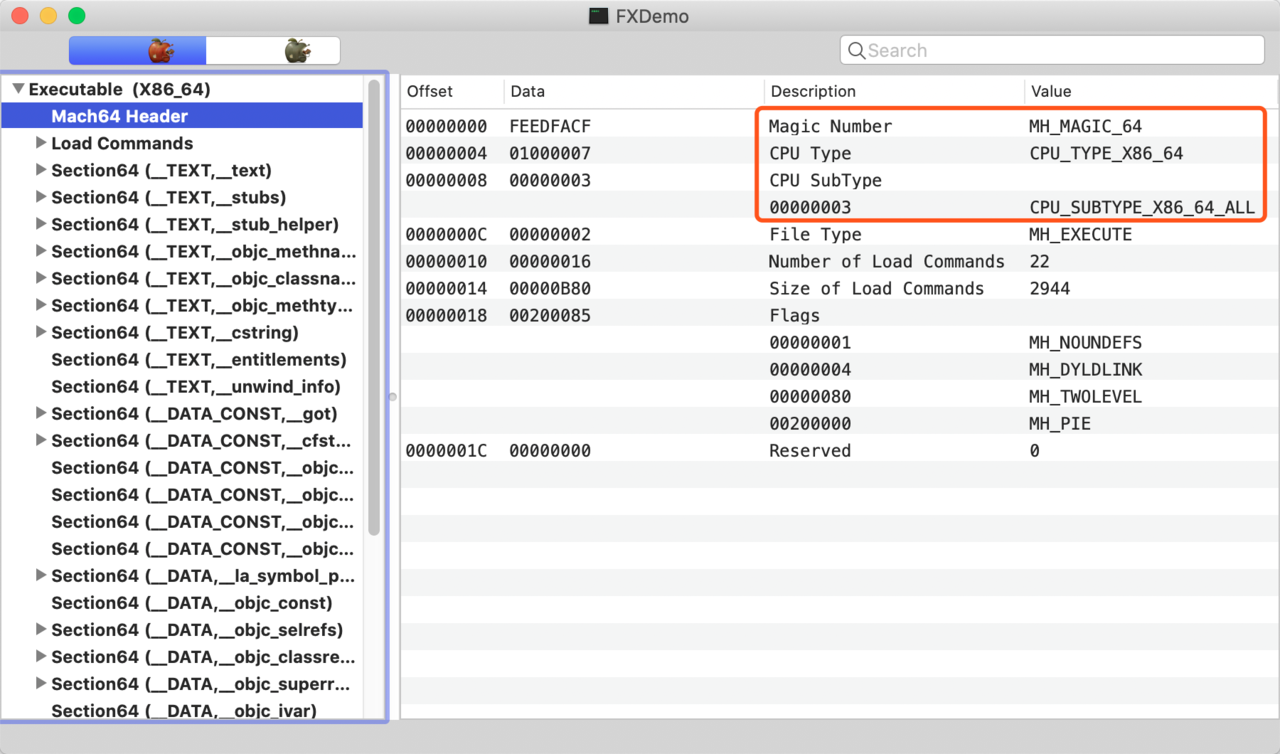 FXDemo
Search
Executable (X86_64)
Mach64 Header
Load Commands
Section64 (__TEXT,__text)
Section64 (__TEXT,__stubs)
Section64 (__TEXT,__stub_helper)
Section64 (__TEXT,__objc_methna...
Section64 (__TEXT,__objc_classna...
Section64 (__TEXT,__objc_methty...
Section64 (__TEXT,__cstring)
Section64 (__TEXT,__entitlements)
Section64 (__TEXT,__unwind_info)
Section64 (__DATA_CONST,__got)
Section64 (__DATA_CONST,__cfst...
Section64 (__DATA_CONST,__objc...
Section64 (__DATA_CONST,__objc...
Section64 (__DATA_CONST,__objc...
Section64 (__DATA_CONST,__objc...
Section64 (__DATA,__la_symbol_p...
Section64 (__DATA,__objc_const)
Section64 (__DATA,__objc_selrefs)
Section64 (__DATA,__objc_classre...
Section64 (__DATA,__objc_superr...
Section64 (__DATA,__objc_ivar)
Offset Data Description Value
00000000 FEEDFACF Magic Number MH_MAGIC_64
00000004 01000007 CPU Type CPU_TYPE_X86_64
00000008 00000003 CPU SubType
00000003 CPU_SUBTYPE_X86_64_ALL
0000000C 00000002 File Type MH_EXECUTE
00000010 00000016 Number of Load Commands 22
00000014 00000B80 Size of Load Commands 2944
00000018 00200085 Flags
00000001 MH_NOUNDEFS
00000004 MH_DYLDLINK
00000080 MH_TWOLEVEL
00200000 MH_PIE
0000001C 00000000 Reserved 0